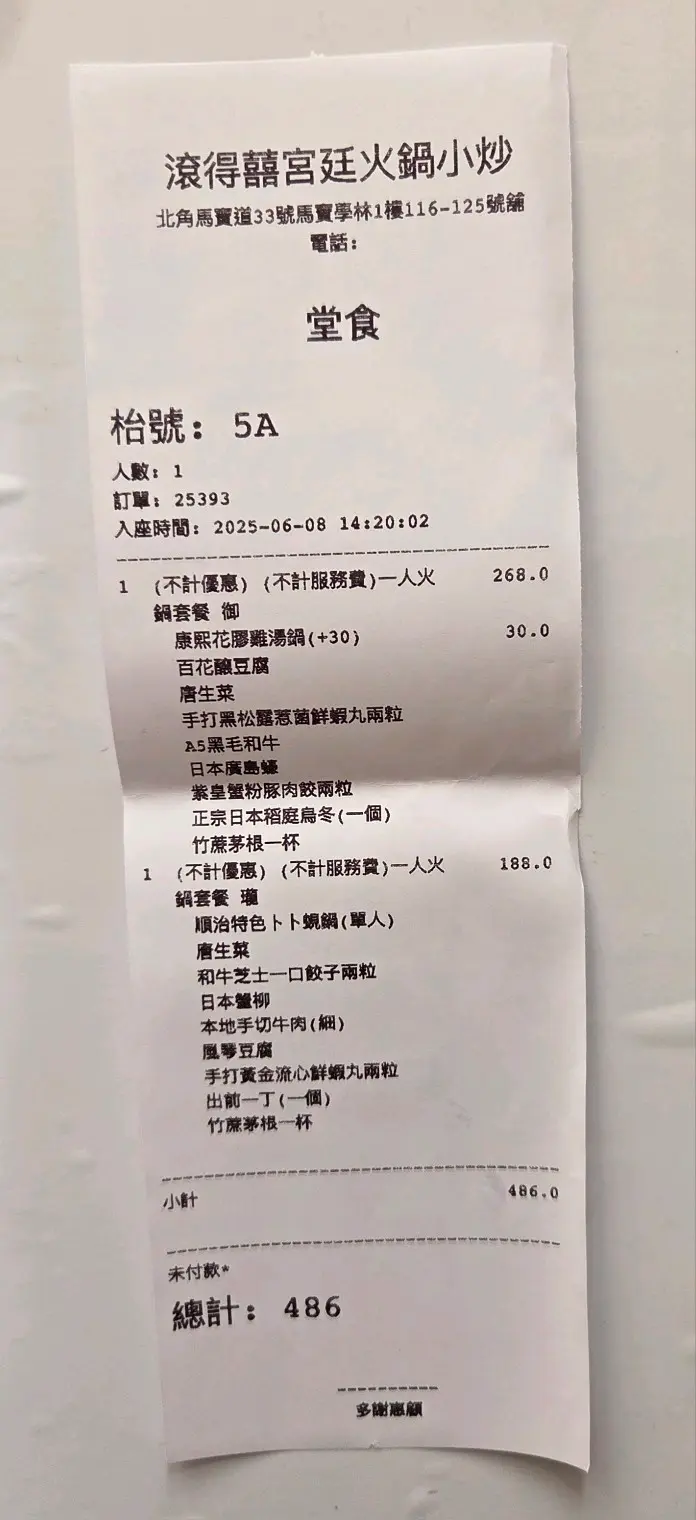 滾得囍宮廷火鍋小炒
北角馬寶道33號馬寶學林1樓116-125號舖
電話:
堂食
枱號: 5A
人數: 1
訂單: 25393
入座時間: 2025-06-08 14:20:02
1 (不計優惠) (不計服務費)一人火 268.0
鍋套餐 御
康熙花膠雞湯鍋(+30) 30.0
百花釀豆腐
唐生菜
手打黑松露惹菌鮮蝦丸兩粒
A5黑毛和牛
日本廣島蠔
紫皇蟹粉豚肉餃兩粒
正宗日本稻庭烏冬(一個)
竹蔗茅根一杯
1 (不計優惠) (不計服務費)一人火 188.0
鍋套餐 瓏
順治特色卜卜蜆鍋(單人)
唐生菜
和牛芝士一口餃子兩粒
日本蟹柳
本地手切牛肉(細)
風琴豆腐
手打黃金流心鮮蝦丸兩粒
出前一丁(一個)
竹蔗茅根一杯
小計 486.0
未付款*
總計: 486
多謝惠顧